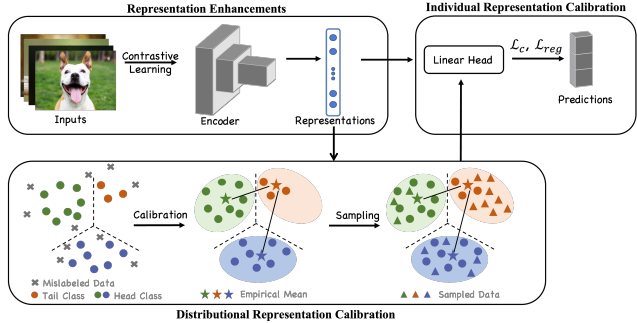 Representation Enhancements
Individual Representation Calibration
Contrastive
Learning
Inputs
Encoder
Representations
Linear Head
ℒc, ℒreg
Predictions
Calibration
Sampling
Mislabeled Data
Tail Class
Head Class
Empirical Mean
Sampled Data
Distributional Representation Calibration